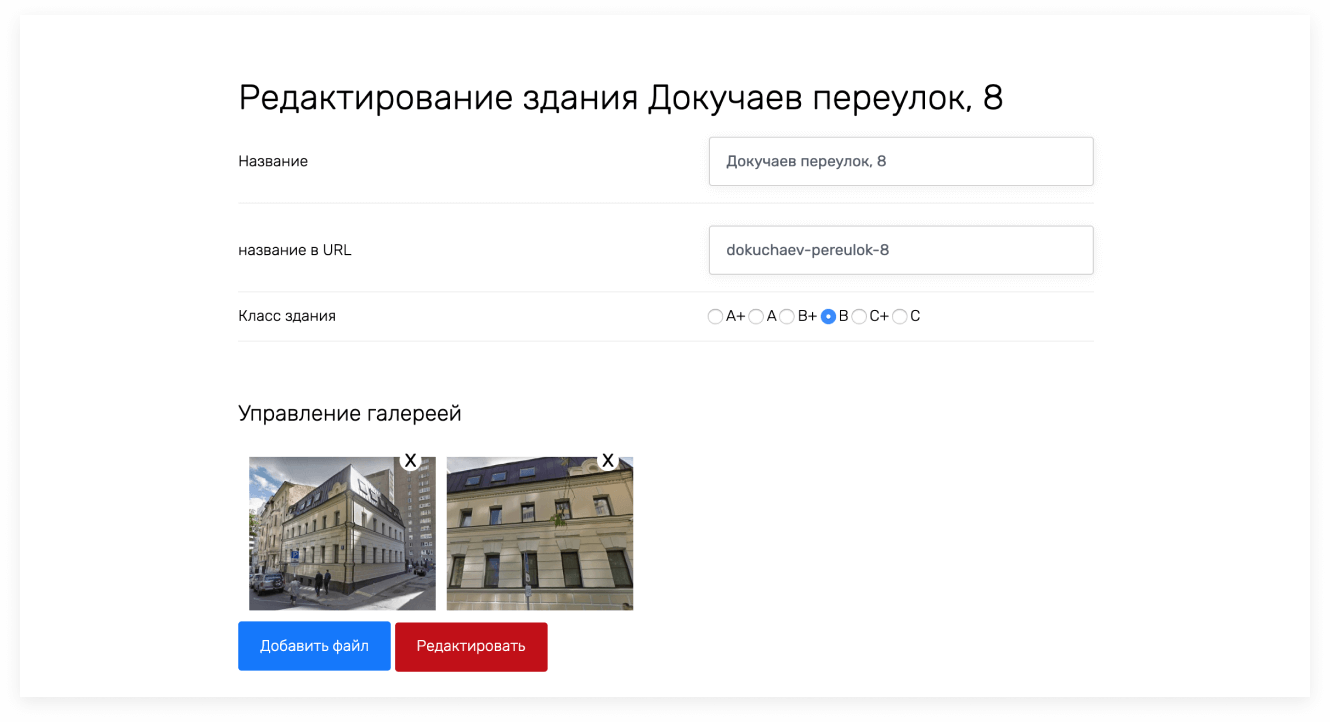 Редактирование здания Докучаев переулок, 8
Название
Докучаев переулок, 8
название в URL
dokuchaev-pereulok-8
Класс здания
A+ A B+ B C+ C
Управление галереей
X X
Добавить файл Редактировать